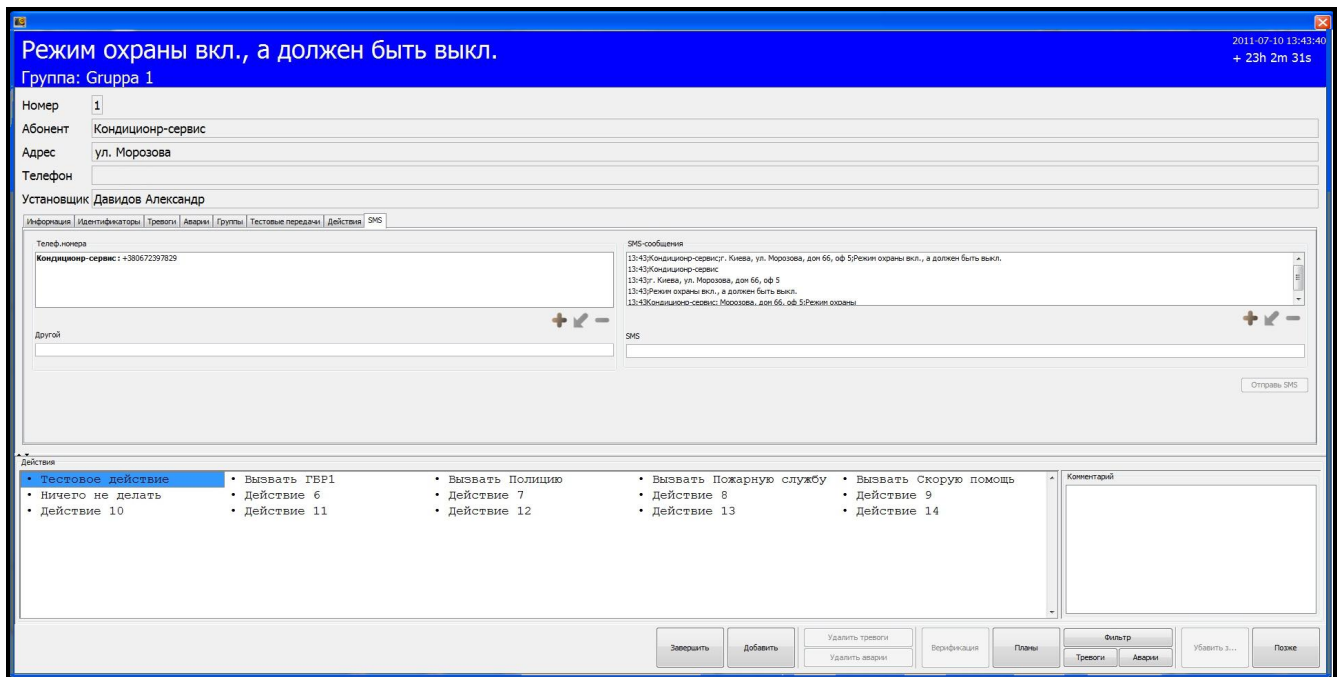 Режим охраны вкл., а должен быть выкл.
2011-07-10 13:43:40
+ 23h 2m 31s
Группа: Gruppa 1
Номер 1
Абонент Кондиционр-сервис
Адрес ул. Морозова
Телефон
Установщик Давидов Александр
Информация Идентификаторы Тревоги Аварии Группы Тестовые передачи Действия SMS
Телеф.номера
Кондиционр-сервис : +380672397829
Другой
SMS-сообщения
13:43;Кондиционр-сервис;г. Киева, ул. Морозова, дом 66, оф 5;Режим охраны вкл., а должен быть выкл.
13:43;Кондиционр-сервис
13:43;г. Киева, ул. Морозова, дом 66, оф 5
13:43;Режим охраны вкл., а должен быть выкл.
13:43Кондиционр-сервис; Морозова, дом 66, оф 5;Режим охраны
SMS
Отправь SMS
Действия
• Тестовое действие • Вызвать ГБР1 • Вызвать Полицию • Вызвать Пожарную службу • Вызвать Скорую помощь
• Ничего не делать • Действие 6 • Действие 7 • Действие 8 • Действие 9
• Действие 10 • Действие 11 • Действие 12 • Действие 13 • Действие 14
Комментарий
Завершить
Добавить
Удалить тревоги
Удалить аварии
Верификация
Планы
Фильтр
Тревоги Аварии
Убавить з...
Позже